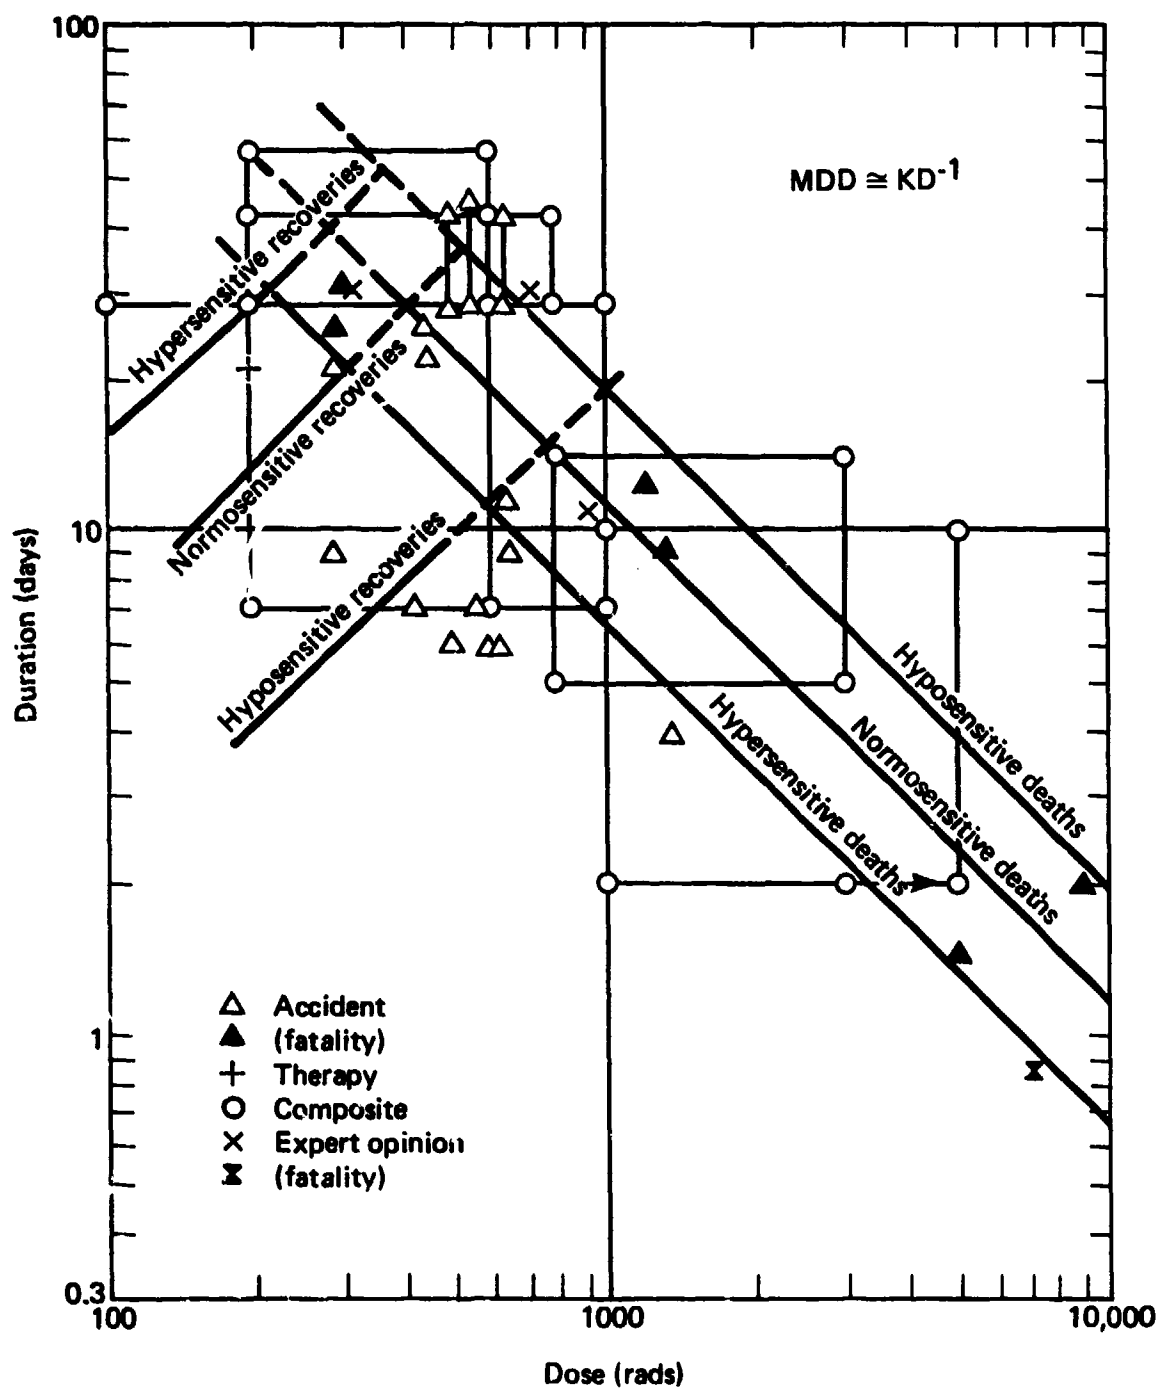 100
MDD ≅ KD⁻¹
Hypersensitive recoveries
Normosensitive recoveries
Hyposensitive recoveries
10
Duration (days)
Hyposensitive deaths
Normosensitive deaths
Hypersensitive deaths
Accident
(fatality)
1
Therapy
Composite
Expert opinion
(fatality)
0.3
100
1000
10,000
Dose (rads)